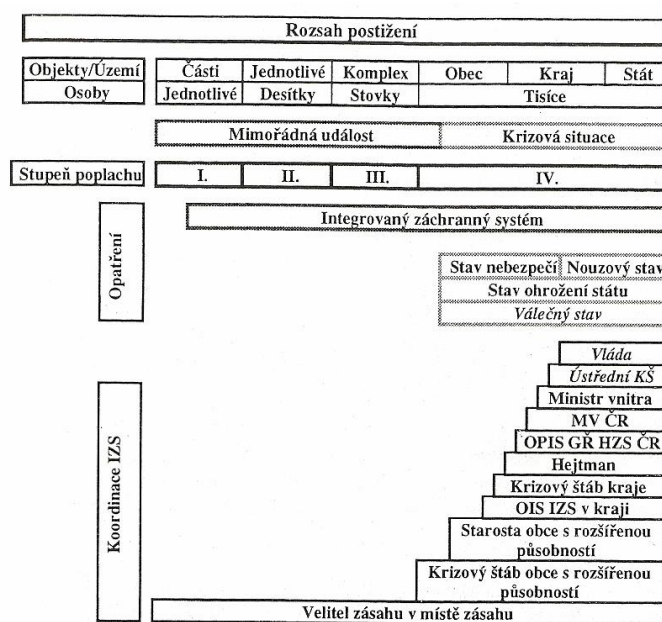 Rozsah postižení
Objekty/Území Části Jednotlivé Komplex Obec Kraj Stát
Osoby Jednotlivé Desítky Stovky Tisíce
Mimořádná událost Krizová situace
Stupeň poplachu I. II. III. IV.
Opatření
Integrovaný záchranný systém
Stav nebezpečí Nouzový stav
Stav ohrožení státu
Válečný stav
Koordinace IZS
Vláda
Ústřední KŠ
Ministr vnitra
MV ČR
OPIS GŘ HZS ČR
Hejtman
Krizový štáb kraje
OIS IZS v kraji
Starosta obce s rozšířenou
působností
Krizový štáb obce s rozšířenou
působností
Velitel zásahu v místě zásahu